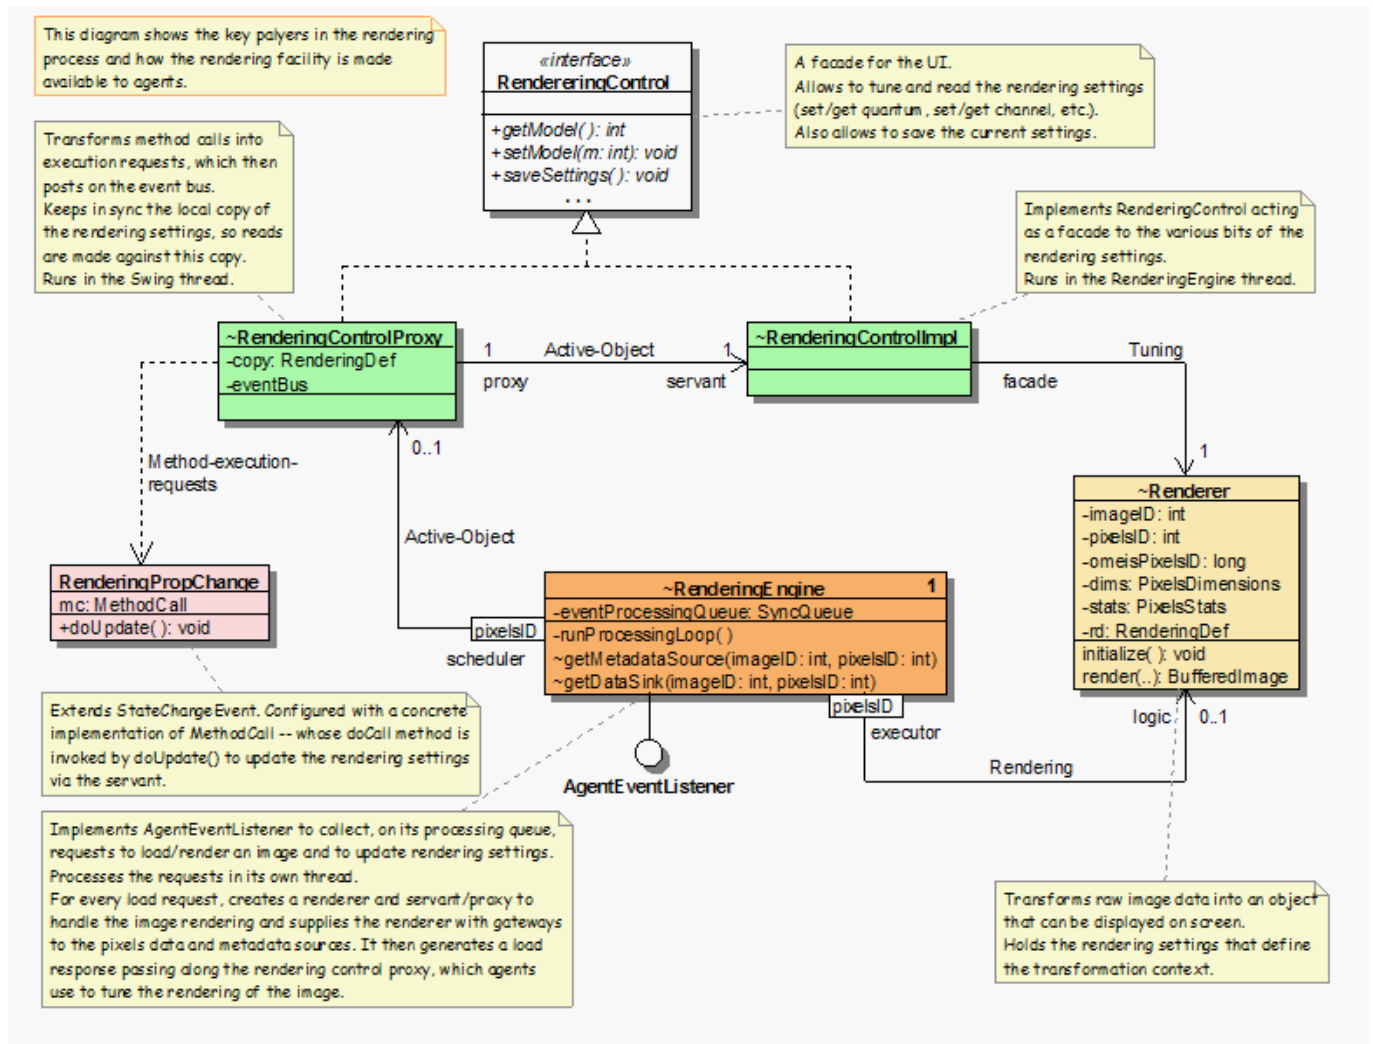 This diagram shows the key palyers in the rendering
process and how the rendering facility is made
available to agents.
«interface»
RendereringControl
+getModel( ): int
+setModel(m: int): void
+saveSettings( ): void
. . .
A facade for the UI.
Allows to tune and read the rendering settings
(set/get quantum, set/get channel, etc.).
Also allows to save the current settings.
Transforms method calls into
execution requests, which then
posts on the event bus.
Keeps in sync the local copy of
the rendering settings, so reads
are made against this copy.
Runs in the Swing thread.
Implements RenderingControl acting
as a facade to the various bits of the
rendering settings.
Runs in the RenderingEngine thread.
~RenderingControlProxy
-copy: RenderingDef
-eventBus
1
Active-Object
1
proxy
servant
~RenderingControlImpl
Tuning
facade
1
0..1
Method-execution-
requests
Active-Object
~Renderer
-imageID: int
-pixelsID: int
-omeisPixelsID: long
-dims: PixelsDimensions
-stats: PixelsStats
-rd: RenderingDef
initialize( ): void
render(..): BufferedImage
RenderingPropChange
mc: MethodCall
+doUpdate( ): void
~RenderingEngine
1
-eventProcessingQueue: SyncQueue
-runProcessingLoop( )
~getMetadataSource(imageID: int, pixelsID: int)
~getDataSink(imageID: int, pixelsID: int)
pixelsID
scheduler
pixelsID
executor
logic
0..1
Rendering
AgentEventListener
Extends StateChangeEvent. Configured with a concrete
implementation of MethodCall -- whose doCall method is
invoked by doUpdate() to update the rendering settings
via the servant.
Implements AgentEventListener to collect, on its processing queue,
requests to load/render an image and to update rendering settings.
Processes the requests in its own thread.
For every load request, creates a renderer and servant/proxy to
handle the image rendering and supplies the renderer with gateways
to the pixels data and metadata sources. It then generates a load
response passing along the rendering control proxy, which agents
use to tune the rendering of the image.
Transforms raw image data into an object
that can be displayed on screen.
Holds the rendering settings that define
the transformation context.